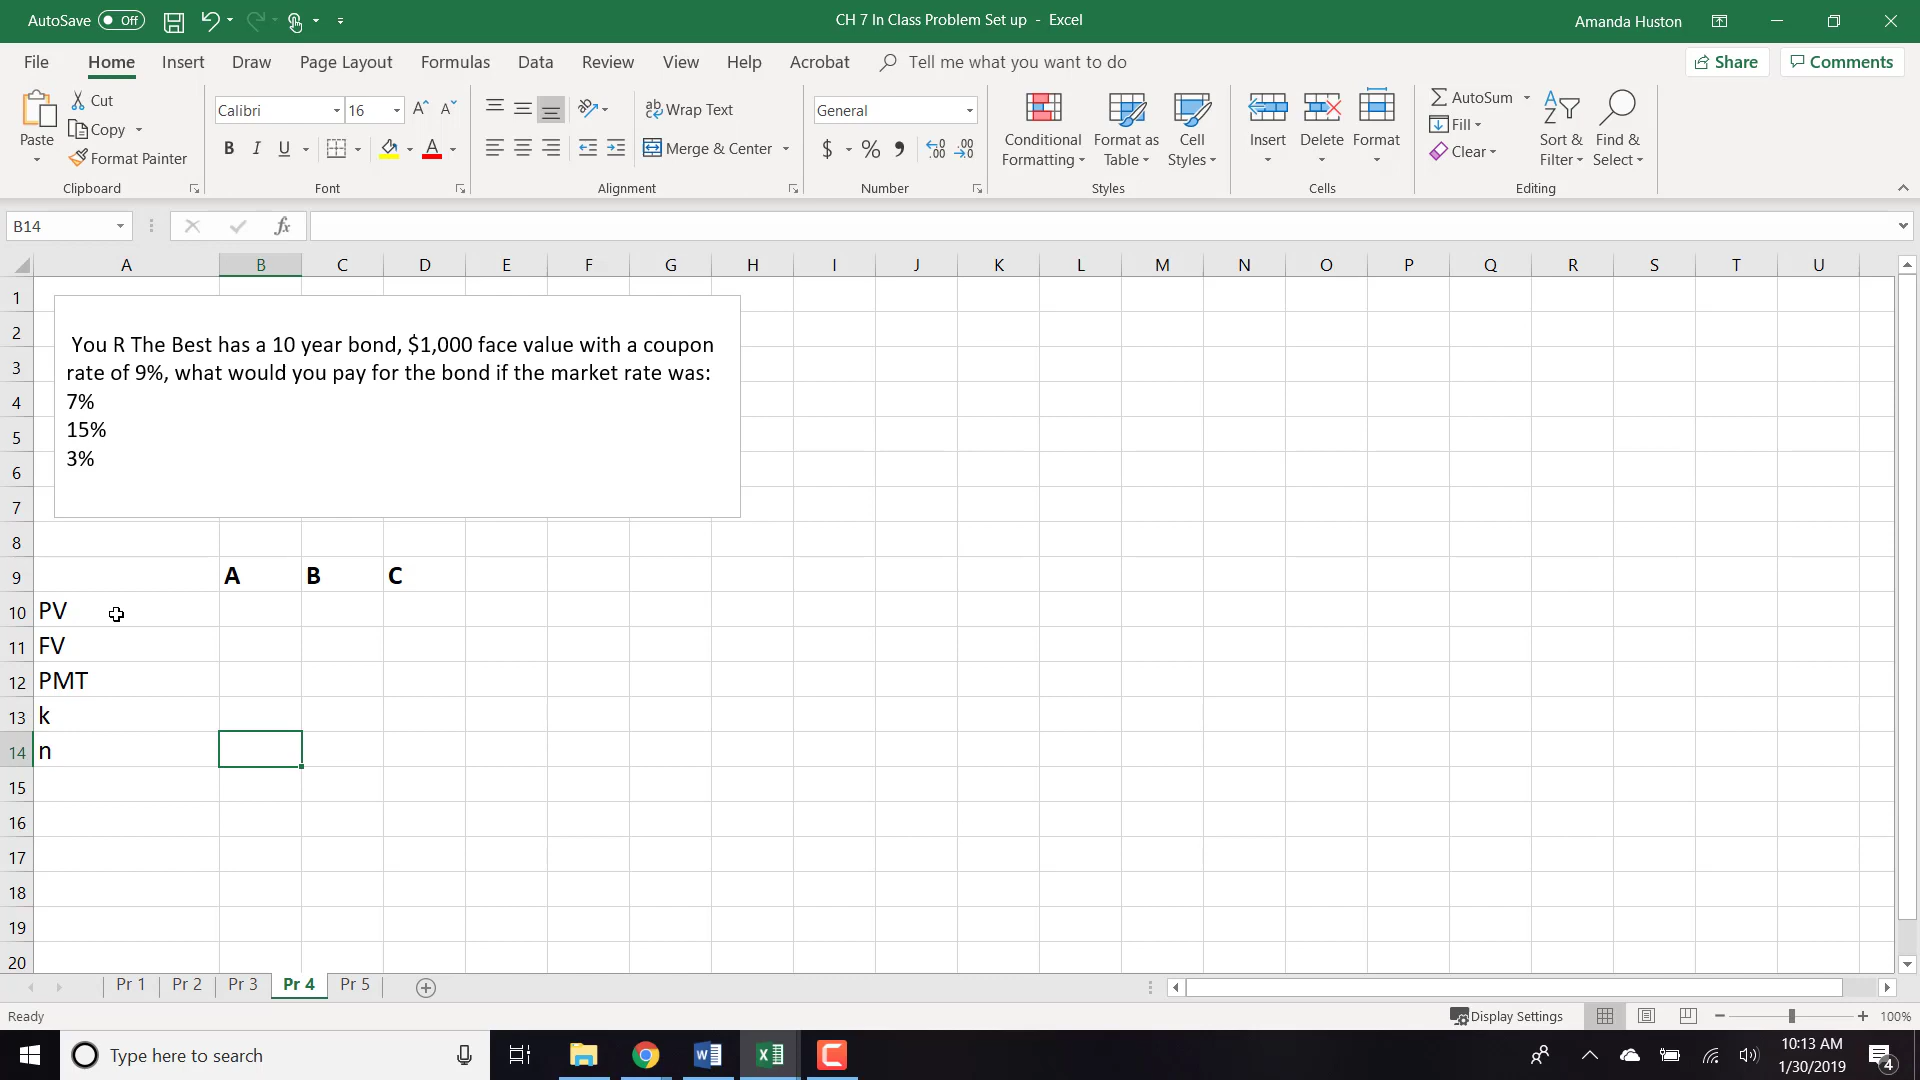 AutoSave Off
CH 7 In Class Problem Set up - Excel
Amanda Huston
File Home Insert Draw Page Layout Formulas Data Review View Help Acrobat Tell me what you want to do
Share Comments
Paste
Cut
Copy
Format Painter
Clipboard
Calibri 16
B I U
Font
Wrap Text
Merge & Center
Alignment
General
$ % ,
Number
Conditional Formatting
Format as Table
Cell Styles
Styles
Insert Delete Format
Cells
AutoSum
Fill
Clear
Sort & Filter
Find & Select
Editing
B14 fx
A B C D E F G H I J K L M N O P Q R S T U
1
You R The Best has a 10 year bond, $1,000 face value with a coupon
rate of 9%, what would you pay for the bond if the market rate was:
7%
15%
3%
2
3
4
5
6
7
8
9 A B C
10 PV
11 FV
12 PMT
13 k
14 n
15
16
17
18
19
20
Pr 1 Pr 2 Pr 3 Pr 4 Pr 5
Ready
Display Settings
100%
Type here to search
10:13 AM
1/30/2019
4